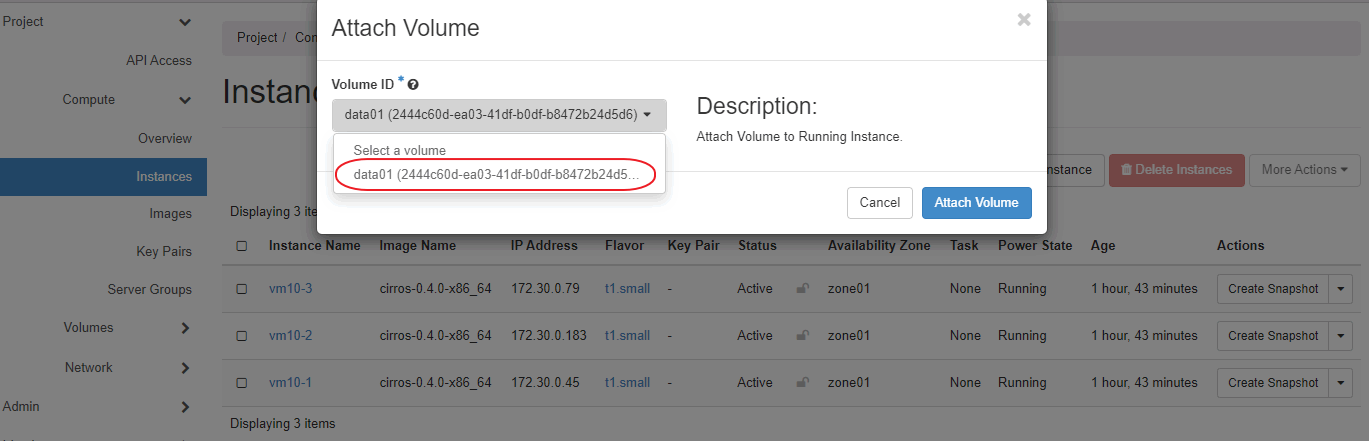 Project
API Access
Compute
Overview
Instances
Images
Key Pairs
Server Groups
Volumes
Network
Admin
Project / Con
Instanc
Attach Volume
×
Volume ID *
data01 (2444c60d-ea03-41df-b0df-b8472b24d5d6)
Select a volume
data01 (2444c60d-ea03-41df-b0df-b8472b24d5...
Description:
Attach Volume to Running Instance.
Cancel
Attach Volume
nstance
Delete Instances
More Actions
Displaying 3 ite
Instance Name Image Name IP Address Flavor Key Pair Status Availability Zone Task Power State Age Actions
vm10-3 cirros-0.4.0-x86_64 172.30.0.79 t1.small - Active zone01 None Running 1 hour, 43 minutes Create Snapshot
vm10-2 cirros-0.4.0-x86_64 172.30.0.183 t1.small - Active zone01 None Running 1 hour, 43 minutes Create Snapshot
vm10-1 cirros-0.4.0-x86_64 172.30.0.45 t1.small - Active zone01 None Running 1 hour, 43 minutes Create Snapshot
Displaying 3 items